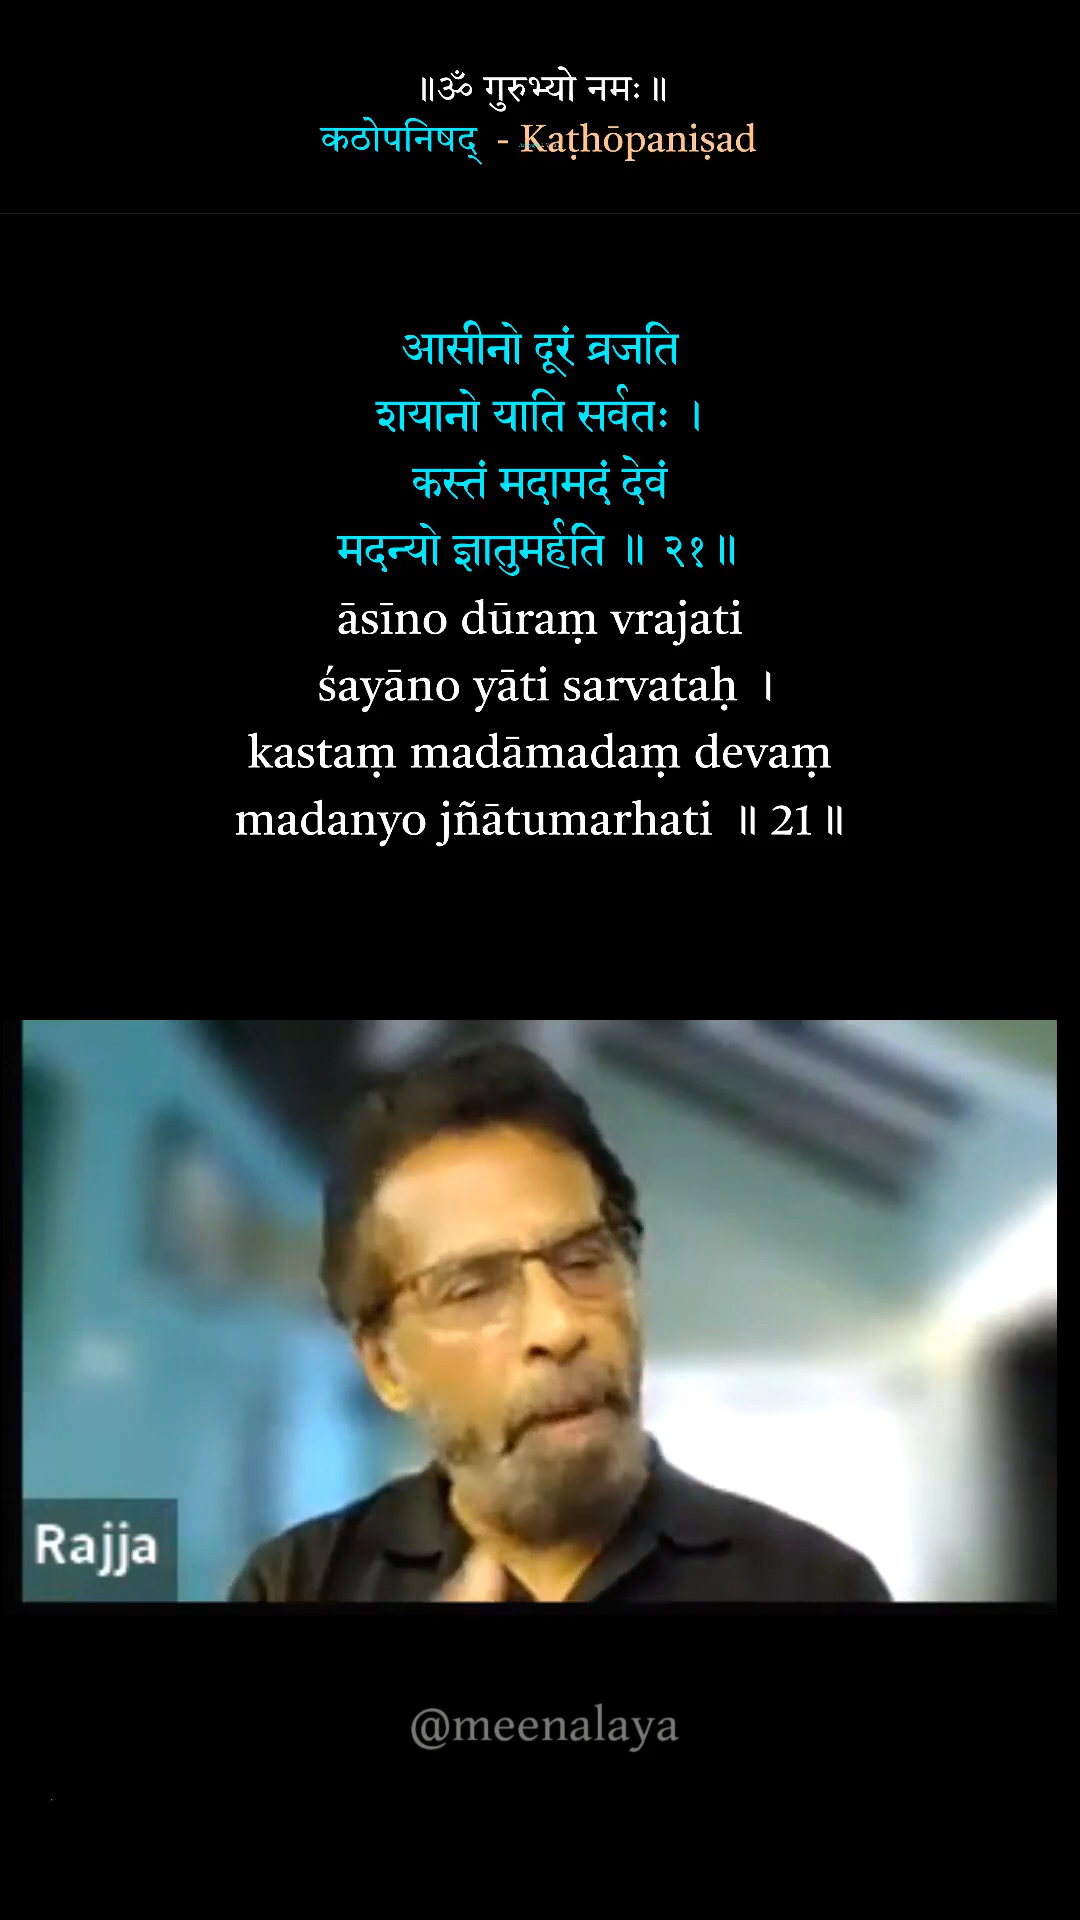 ॥ॐ गुरुभ्यो नमः॥
कठोपनिषद् - Kaṭhōpaniṣad
आसीनो दूरं व्रजति
शयानो याति सर्वतः ।
कस्तं मदामदं देवं
मदन्यो ज्ञातुमर्हति ॥ २१॥
āsīno dūraṃ vrajati
śayāno yāti sarvataḥ ।
kastaṃ madāmadaṃ devaṃ
madanyo jñātumarhati ॥ 21॥
Rajja
@meenalaya